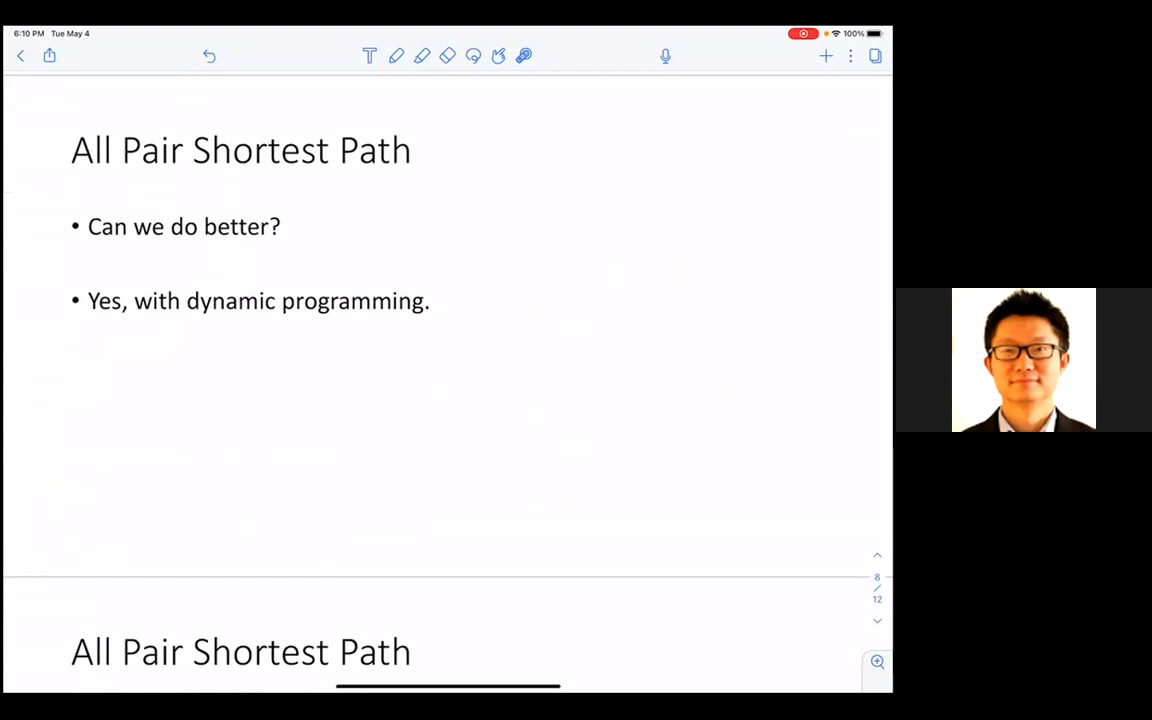 6:10 PM Tue May 4
100%
All Pair Shortest Path
• Can we do better?
• Yes, with dynamic programming.
8
/
12
All Pair Shortest Path